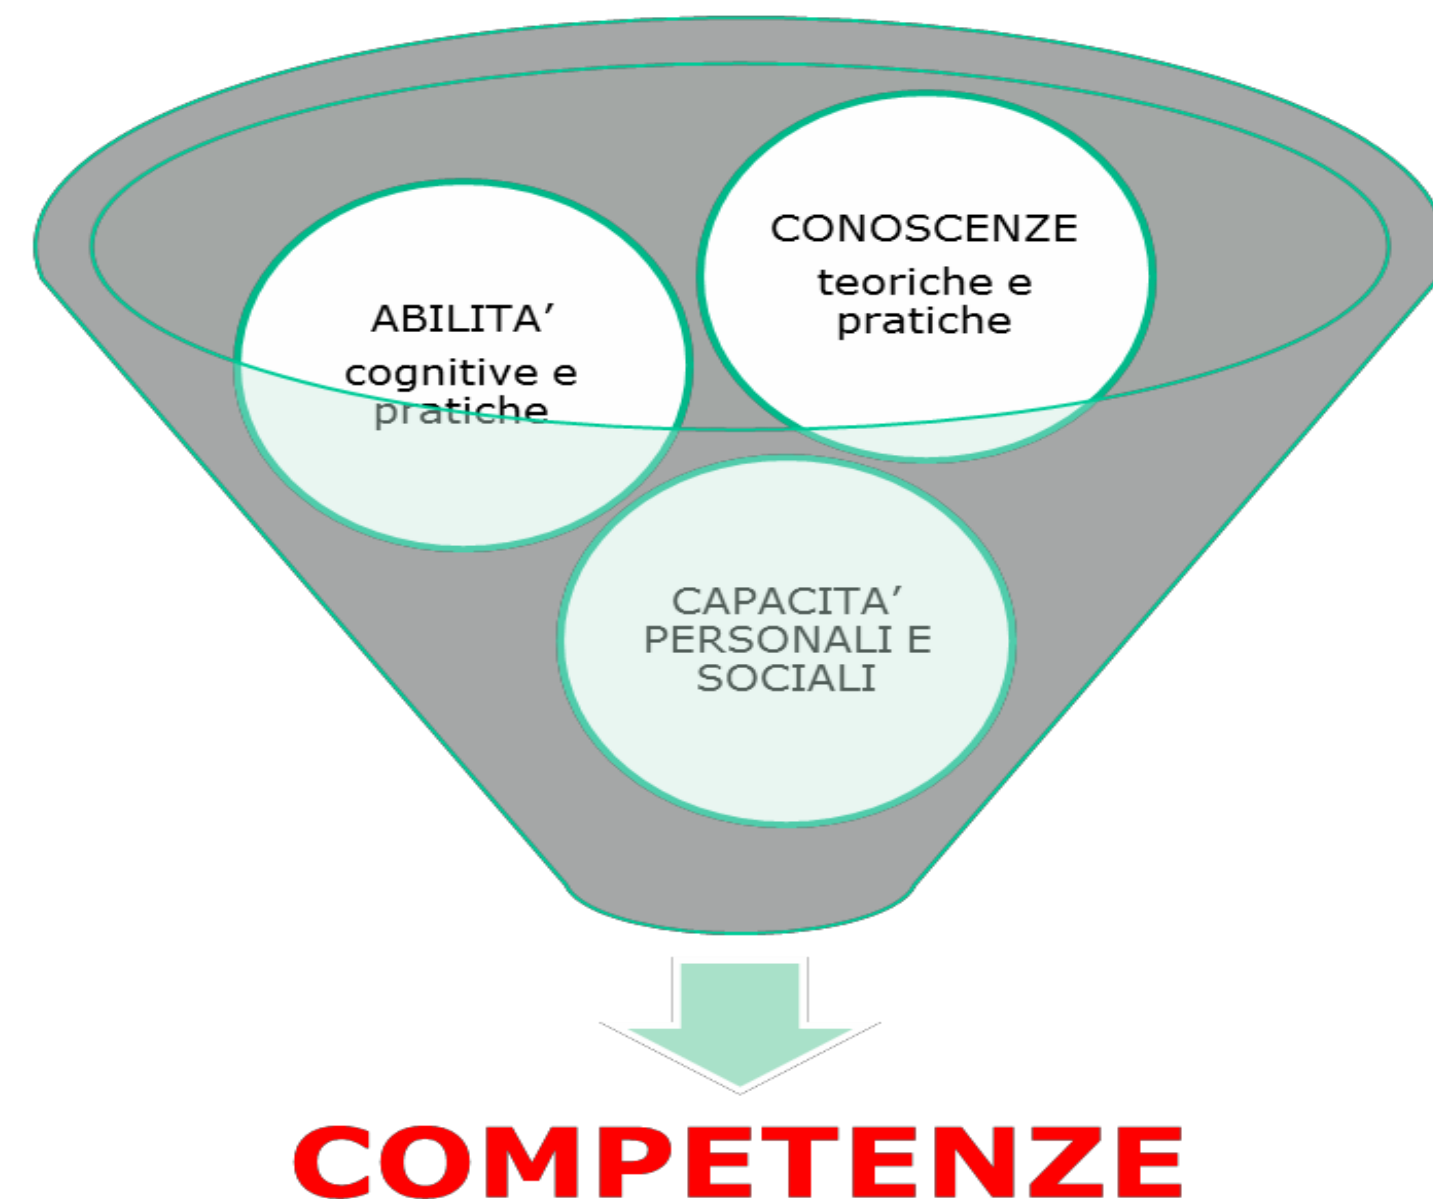 CONOSCENZE
teoriche e
pratiche
ABILITA’
cognitive e
pratiche
CAPACITA’
PERSONALI E
SOCIALI
COMPETENZE